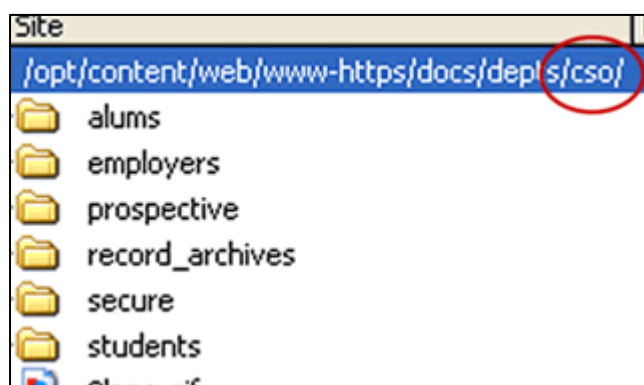 Site
/opt/content/web/www-https/docs/depts/cso/
alums
employers
prospective
record_archives
secure
students